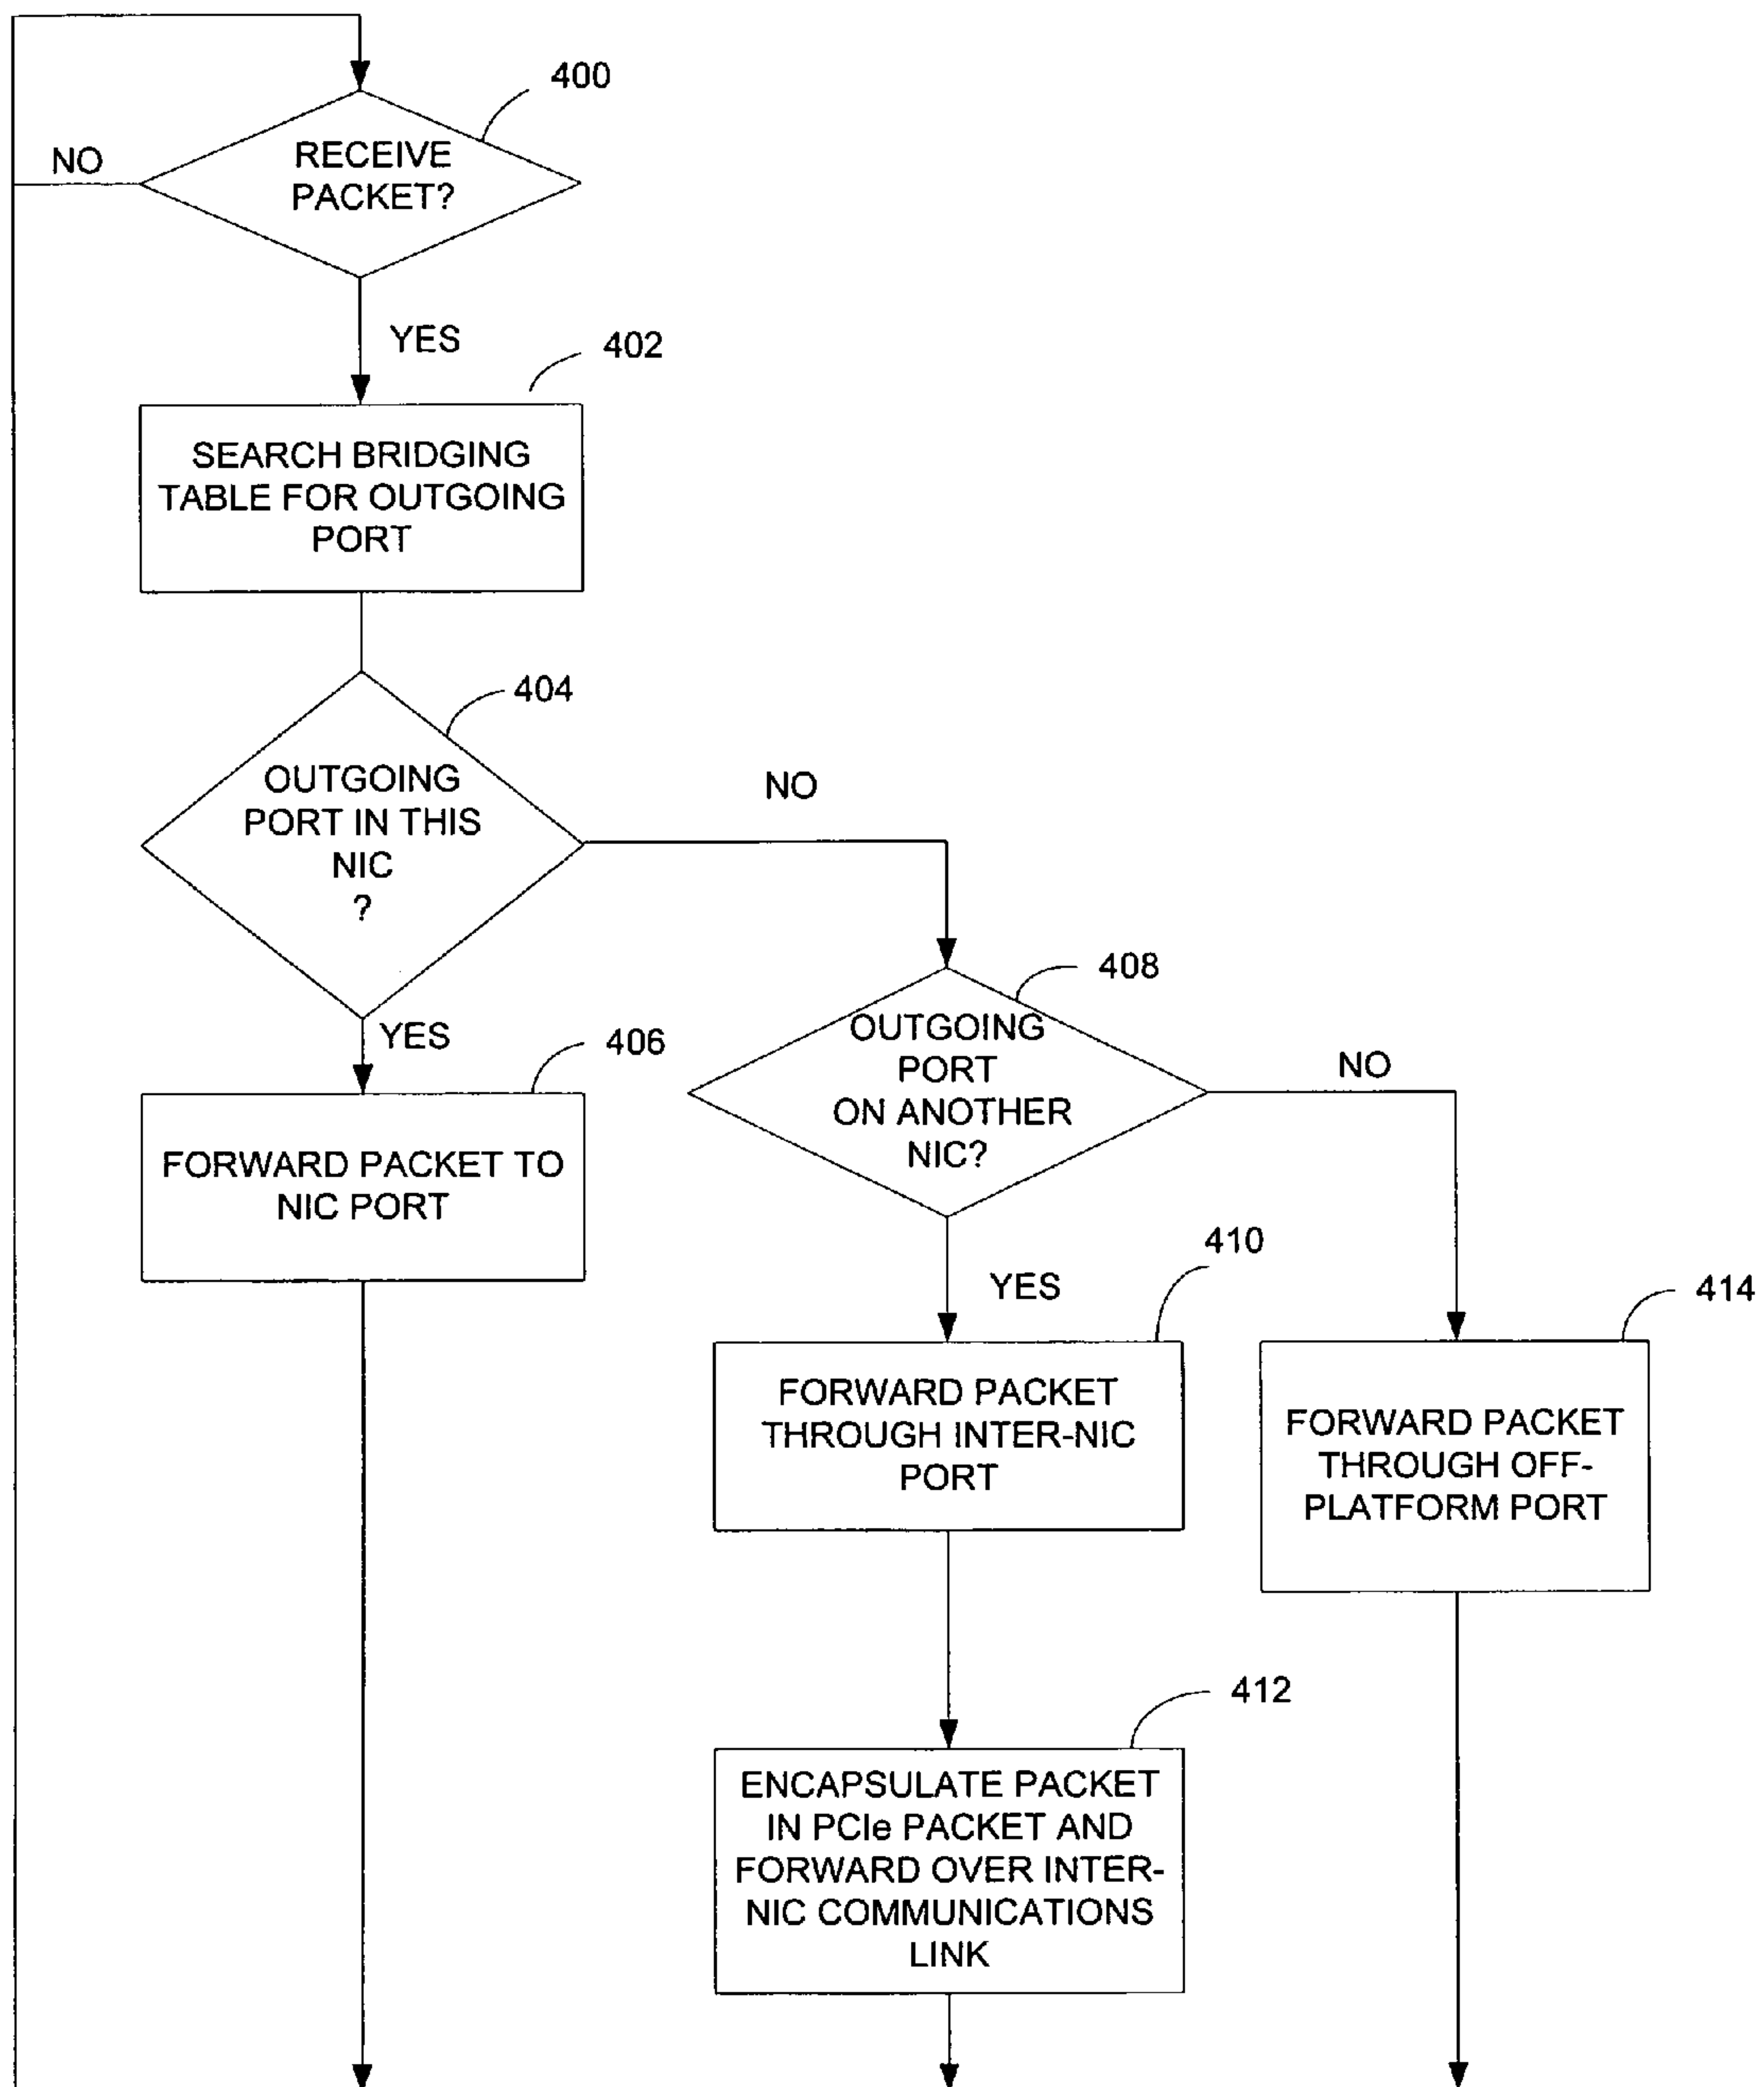 400
RECEIVE
PACKET?
NO
YES
402
SEARCH BRIDGING
TABLE FOR OUTGOING
PORT
404
OUTGOING
PORT IN THIS
NIC
?
NO
YES
406
FORWARD PACKET TO
NIC PORT
408
OUTGOING
PORT
ON ANOTHER
NIC?
NO
YES
410
FORWARD PACKET
THROUGH INTER-NIC
PORT
414
FORWARD PACKET
THROUGH OFF-
PLATFORM PORT
412
ENCAPSULATE PACKET
IN PCIe PACKET AND
FORWARD OVER INTER-
NIC COMMUNICATIONS
LINK